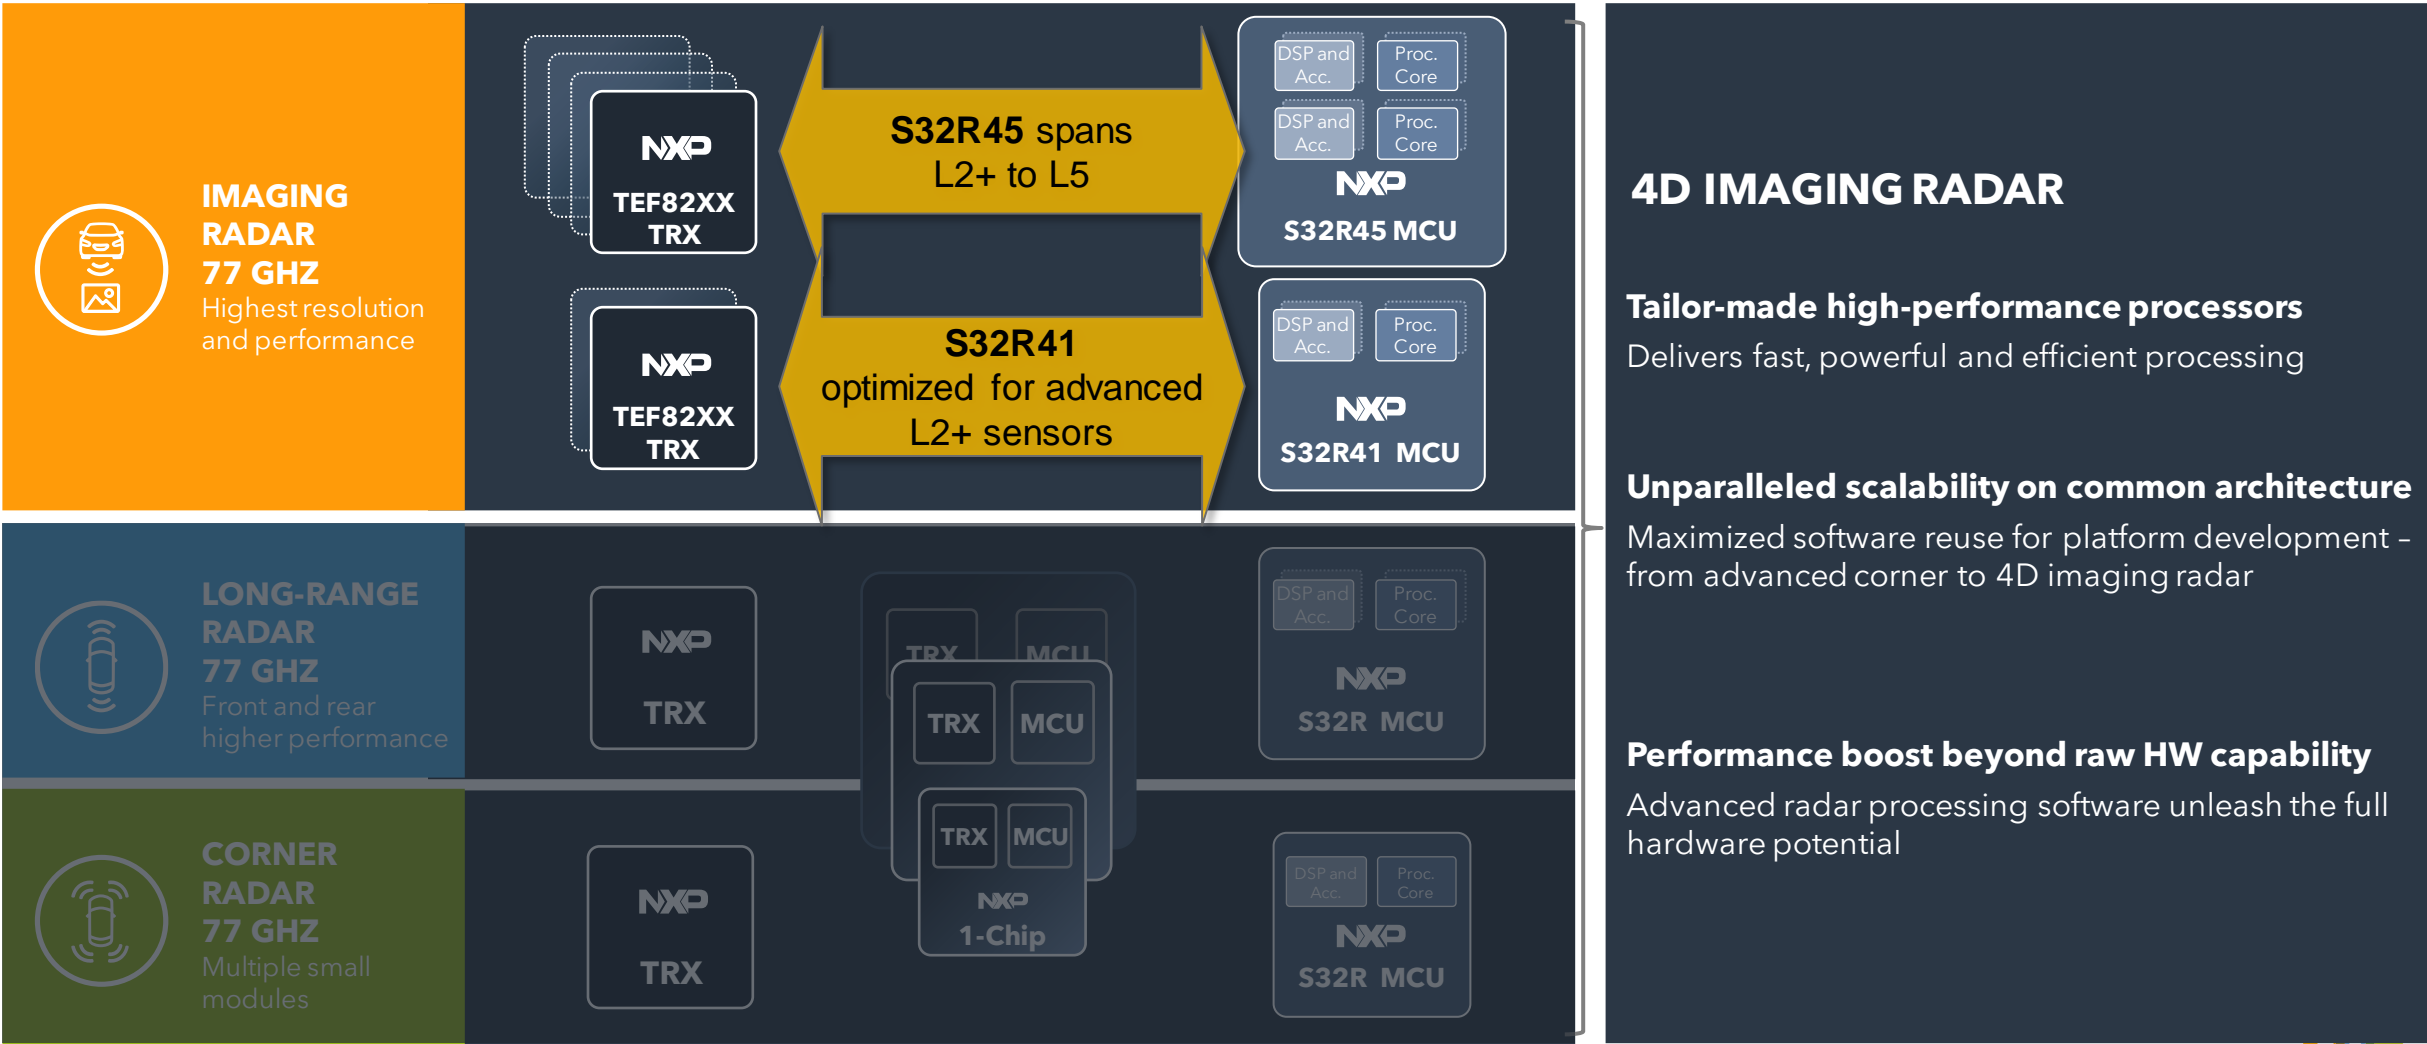 IMAGING
RADAR
77 GHZ
Highest resolution
and performance
NXP
TEF82XX
TRX
S32R45 spans
L2+ to L5
DSP and
Acc.
Proc.
Core
DSP and
Acc.
Proc.
Core
NXP
S32R45 MCU
NXP
TEF82XX
TRX
S32R41
optimized for advanced
L2+ sensors
DSP and
Acc.
Proc.
Core
NXP
S32R41 MCU
LONG-RANGE
RADAR
77 GHZ
Front and rear
higher performance
NXP
TRX
TRX
MCU
TRX
MCU
DSP and
Acc.
Proc.
Core
NXP
S32R MCU
CORNER
RADAR
77 GHZ
Multiple small
modules
NXP
TRX
TRX
MCU
NXP
1-Chip
DSP and
Acc.
Proc.
Core
NXP
S32R MCU
4D IMAGING RADAR
Tailor-made high-performance processors
Delivers fast, powerful and efficient processing
Unparalleled scalability on common architecture
Maximized software reuse for platform development –
from advanced corner to 4D imaging radar
Performance boost beyond raw HW capability
Advanced radar processing software unleash the full
hardware potential